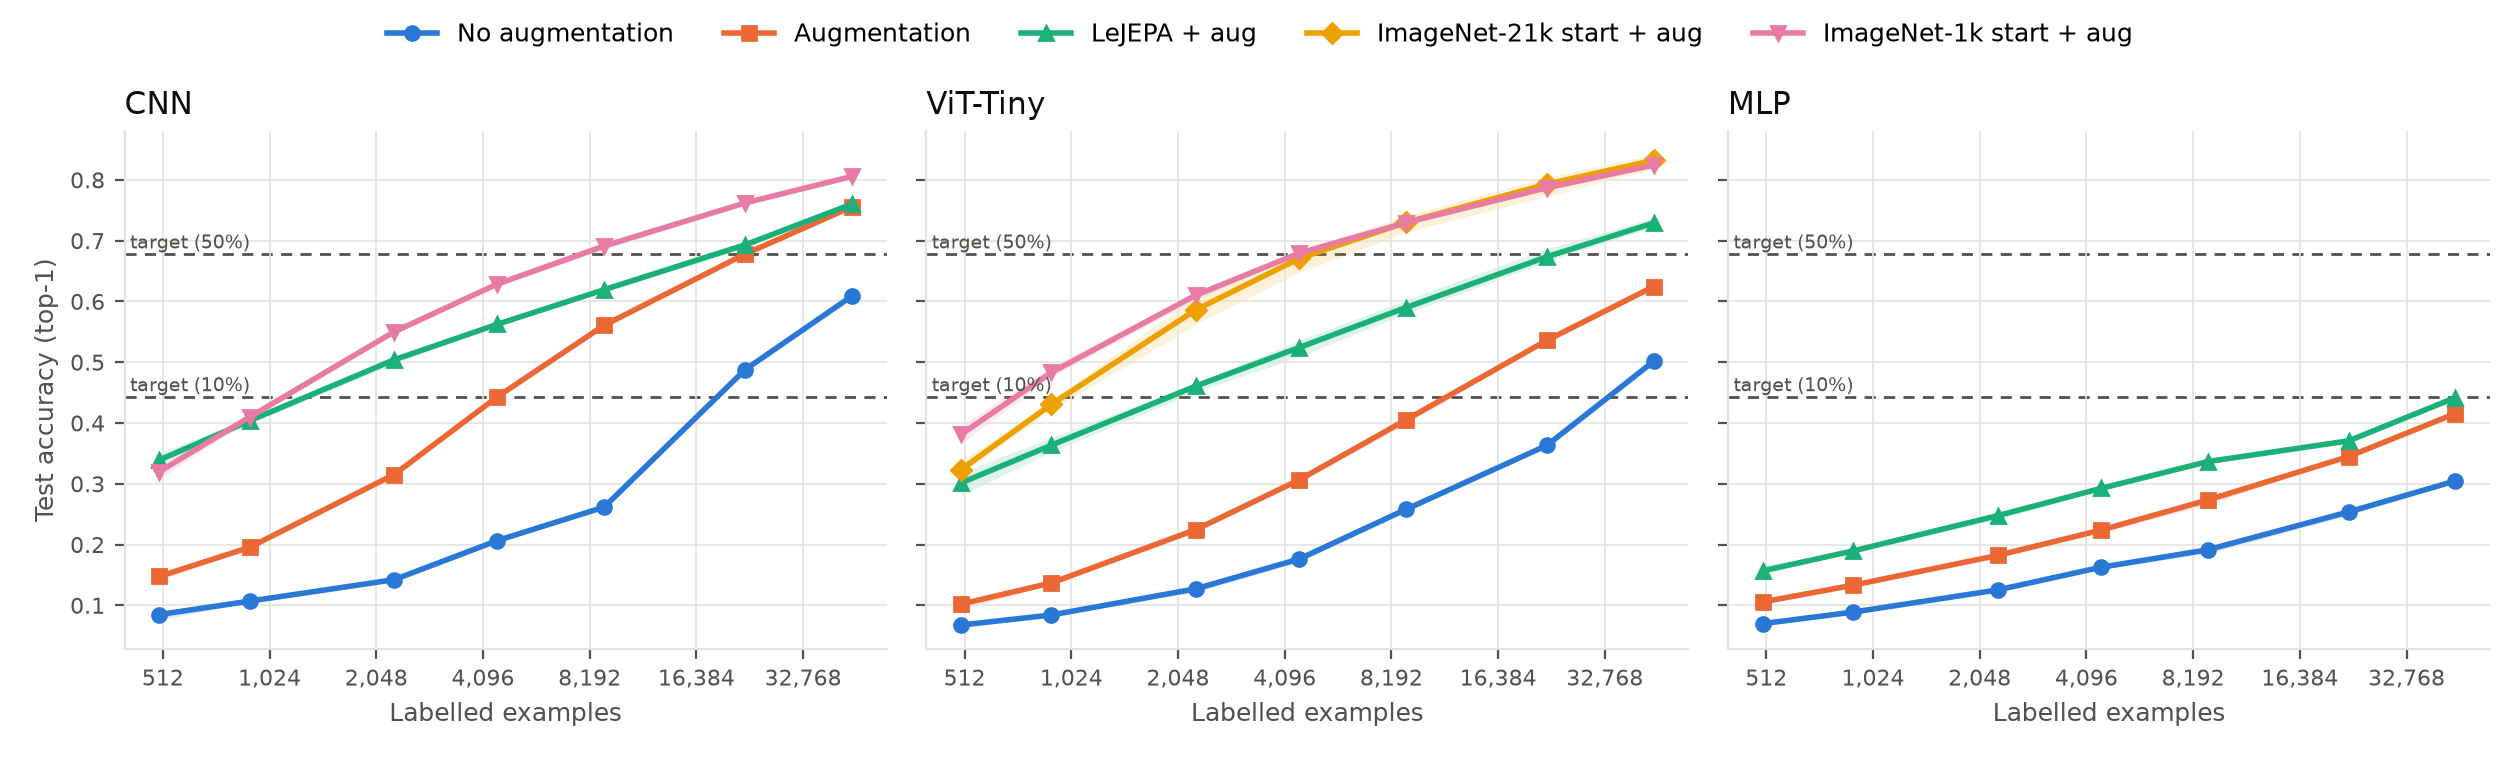 No augmentation
Augmentation
LeJEPA + aug
ImageNet-21k start + aug
ImageNet-1k start + aug
CNN
Test accuracy (top-1)
0.8
0.7
0.6
0.5
0.4
0.3
0.2
0.1
target (50%)
target (10%)
512
1,024
2,048
4,096
8,192
16,384
32,768
Labelled examples
ViT-Tiny
target (50%)
target (10%)
512
1,024
2,048
4,096
8,192
16,384
32,768
Labelled examples
MLP
target (50%)
target (10%)
512
1,024
2,048
4,096
8,192
16,384
32,768
Labelled examples